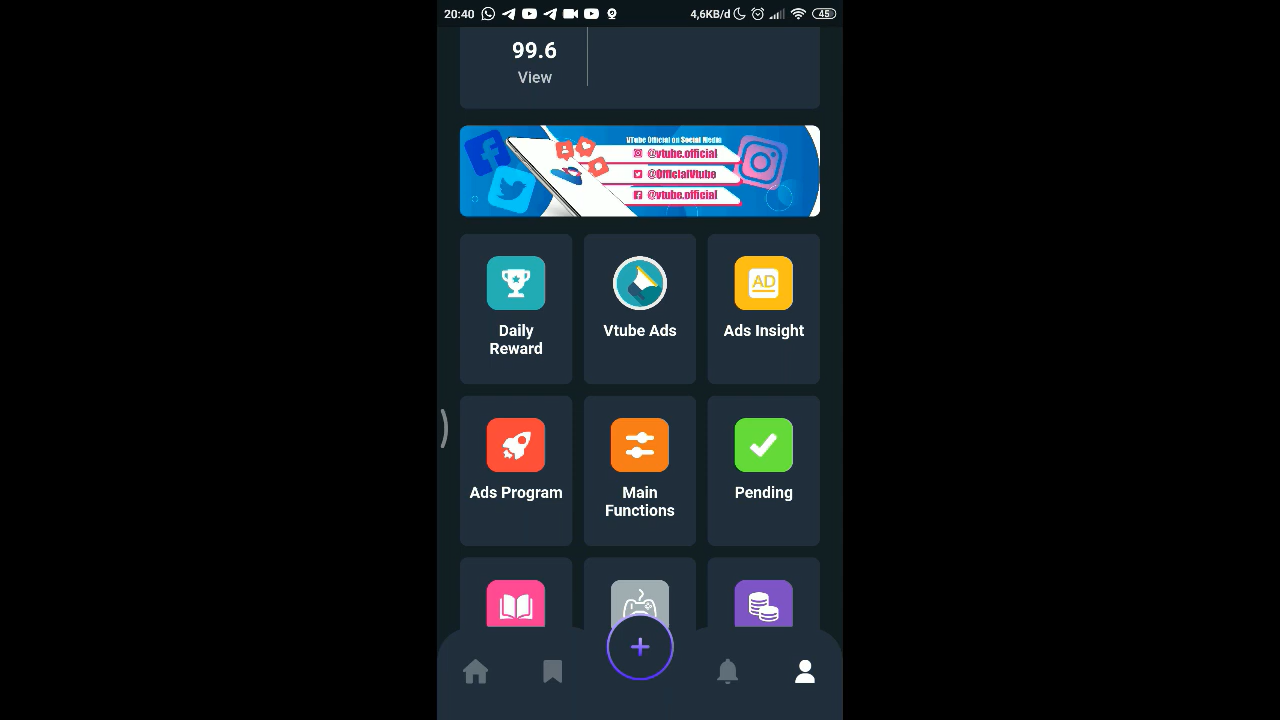 20:40
4,6KB/d
45
99.6
View
VTube Official on Social Media
@vtube.official
@OfficialVtube
@vtube.official
Daily
Reward
Vtube Ads
Ads Insight
AD
Ads Program
Main
Functions
Pending